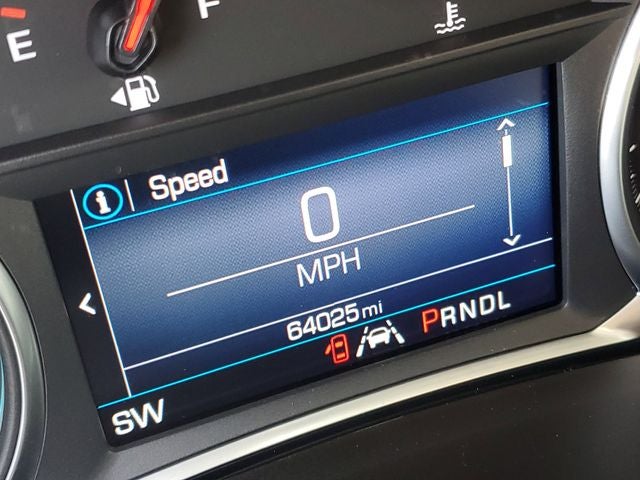 E F
i Speed
0
MPH
64025 mi
PRNDL
SW